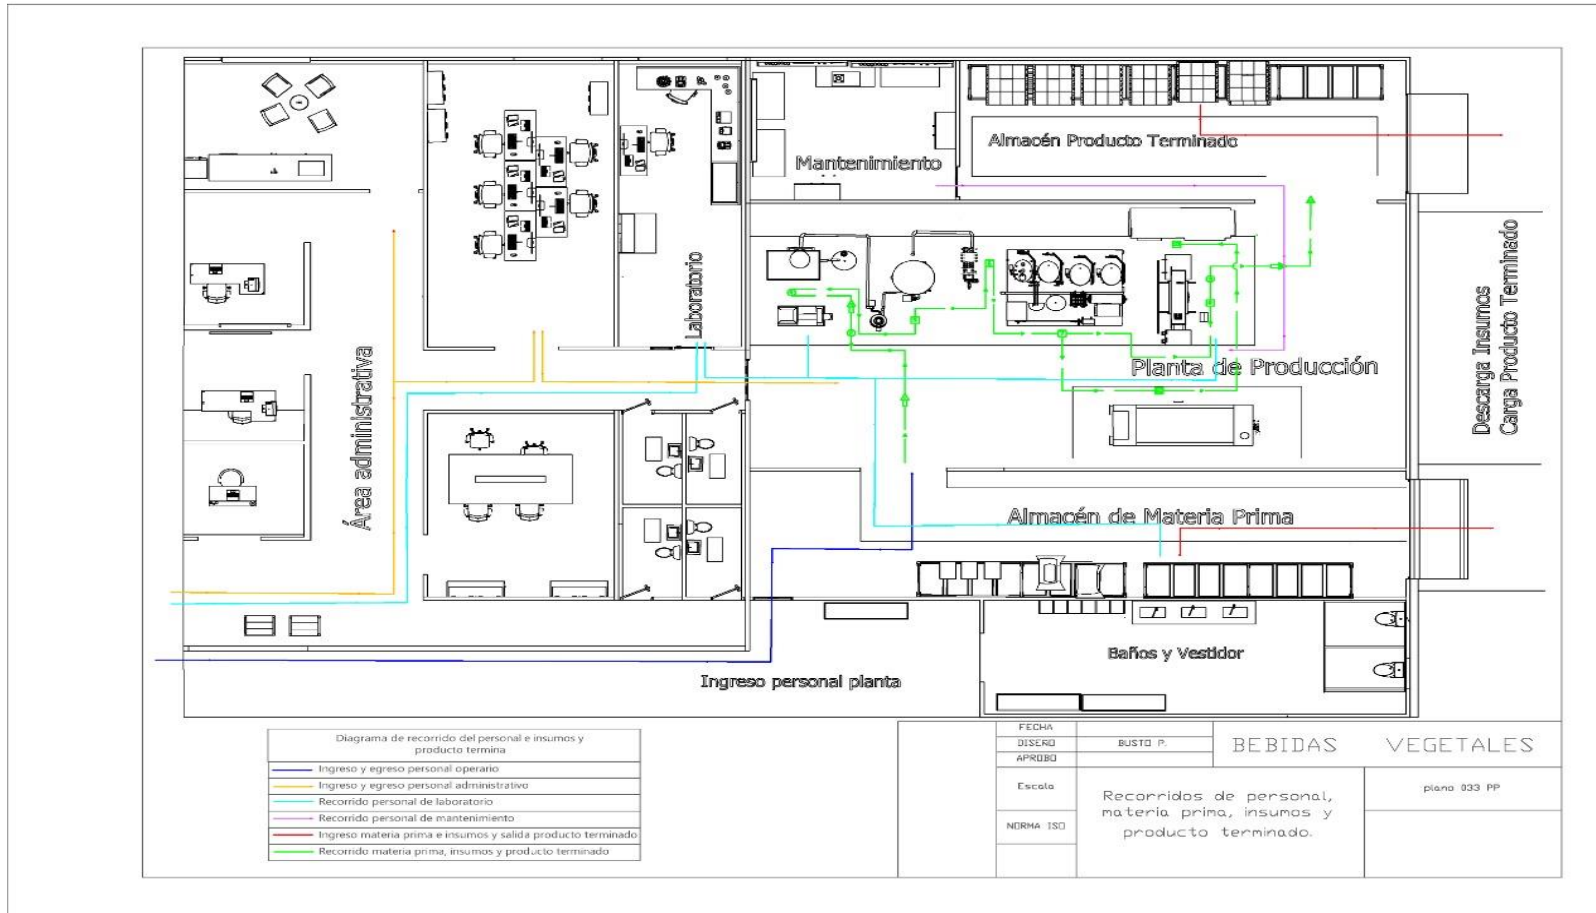 Almacén Producto Terminado
Mantenimiento
Laboratorio
Descarga Insumos
Carga Producto Terminado
Área administrativa
Planta de Producción
Almacén de Materia Prima
Baños y Vestidor
Ingreso personal planta
Diagrama de recorrido del personal e insumos y
producto termina
Ingreso y egreso personal operario
Ingreso y egreso personal administrativo
Recorrido personal de laboratorio
Recorrido personal de mantenimiento
Ingreso materia prima e insumos y salida producto terminado
Recorrido materia prima, insumos y producto terminado
FECHA
DISEÑO BUSTO P.
APROBO
BEBIDAS VEGETALES
Escala
NORMA ISO
Recorridos de personal,
materia prima, insumos y
producto terminado.
plano 033 PP